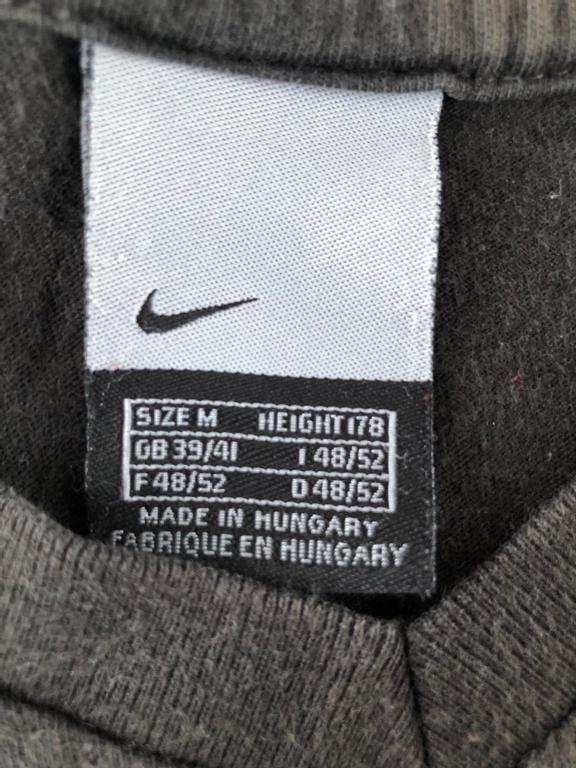 SIZE M HEIGHT 178
GB 39/41 I 48/52
F 48/52 D 48/52
MADE IN HUNGARY
FABRIQUE EN HUNGARY